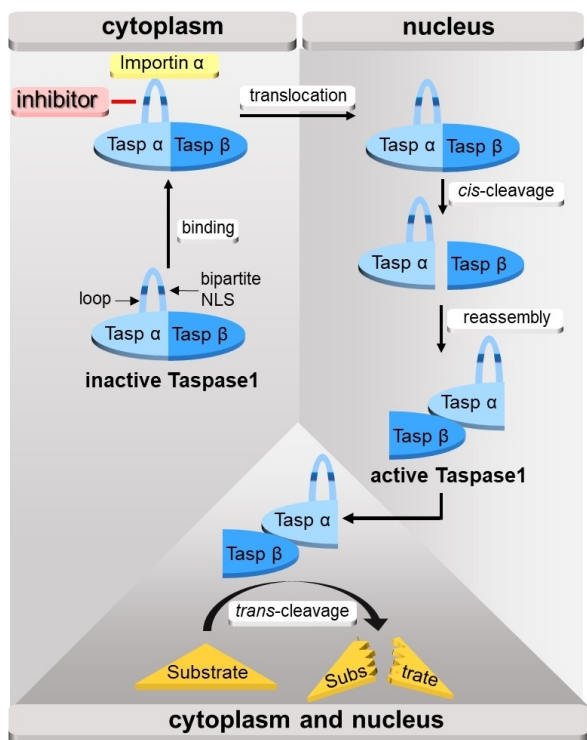 cytoplasm
nucleus
Importin α
inhibitor
translocation
Tasp α Tasp β
Tasp α Tasp β
cis-cleavage
binding
Tasp α Tasp β
loop
bipartite
NLS
reassembly
Tasp α Tasp β
inactive Taspase1
Tasp α
Tasp β
active Taspase1
Tasp α
Tasp β
trans-cleavage
Substrate
Subs trate
cytoplasm and nucleus